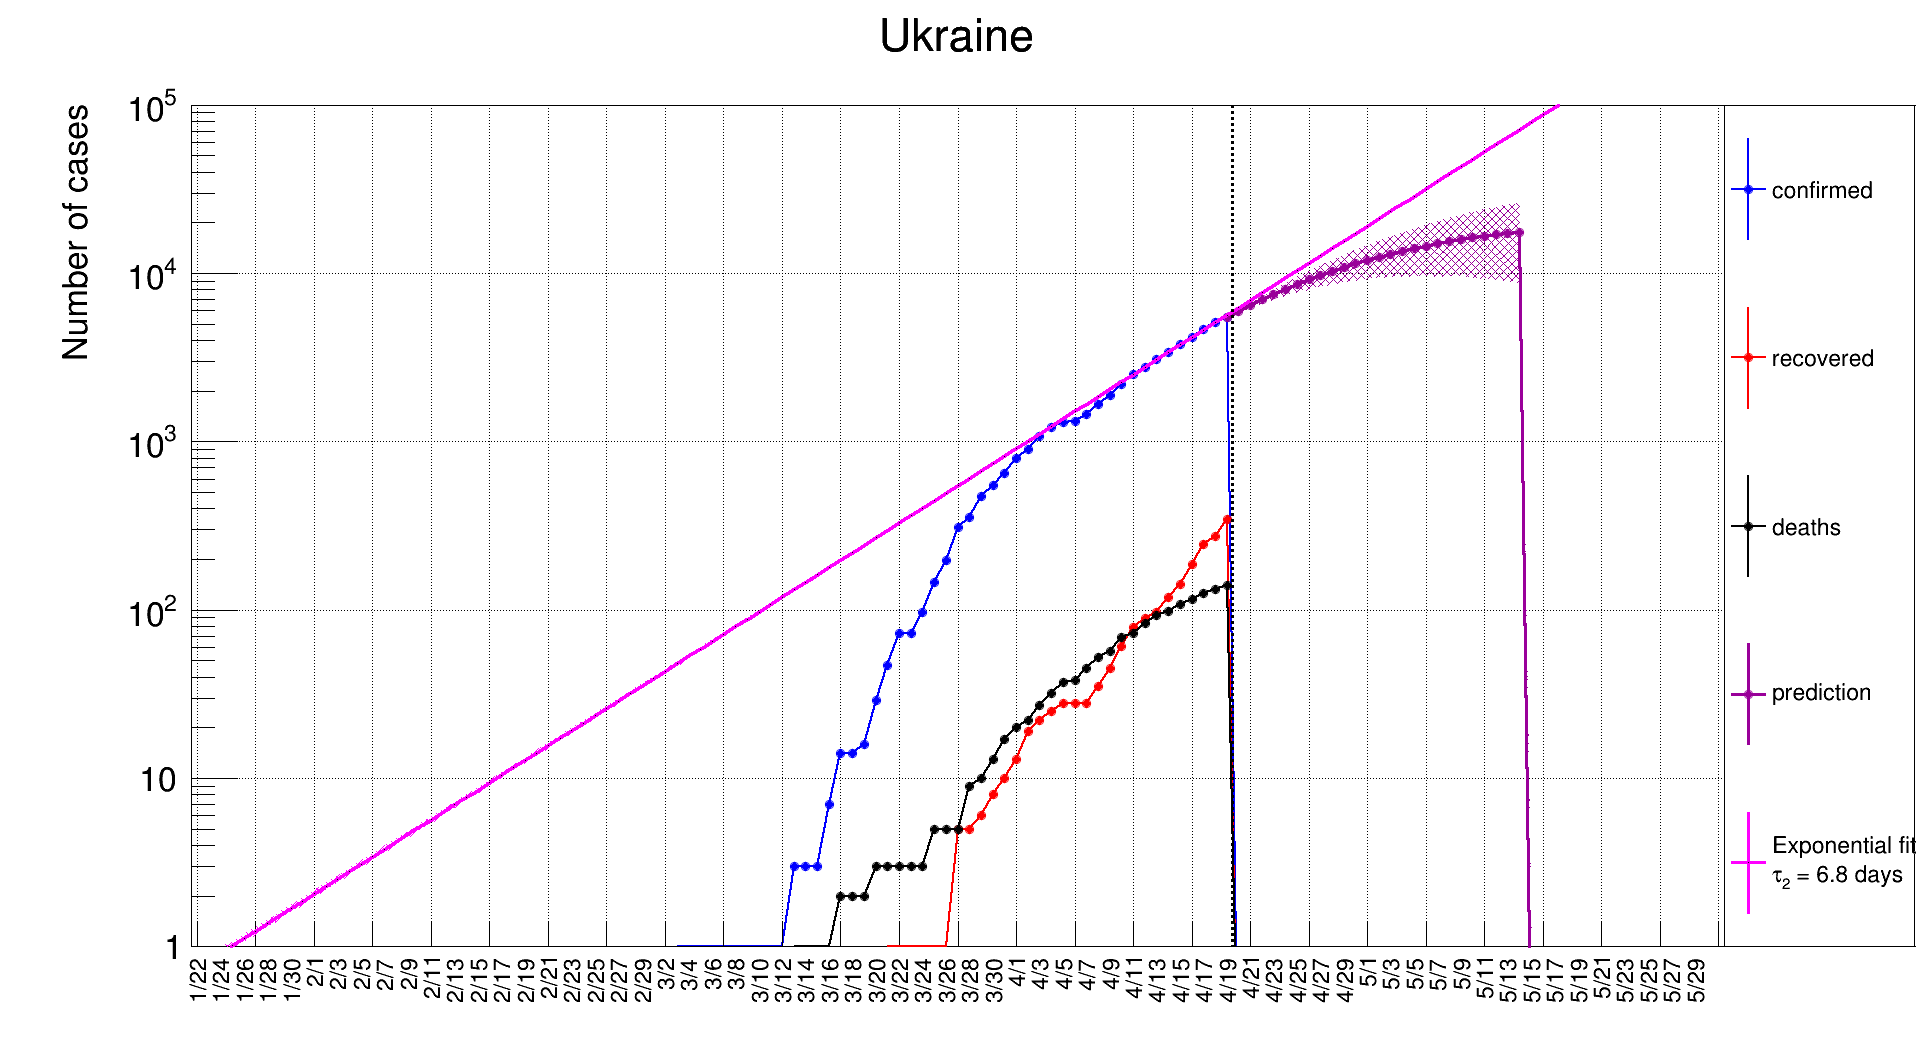 Ukraine
Number of cases
10^5
10^4
10^3
10^2
10
1
1/22 1/24 1/26 1/28 1/30 2/1 2/3 2/5 2/7 2/9 2/11 2/13 2/15 2/17 2/19 2/21 2/23 2/25 2/27 2/29 3/2 3/4 3/6 3/8 3/10 3/12 3/14 3/16 3/18 3/20 3/22 3/24 3/26 3/28 3/30 4/1 4/3 4/5 4/7 4/9 4/11 4/13 4/15 4/17 4/19 4/21 4/23 4/25 4/27 4/29 5/1 5/3 5/5 5/7 5/9 5/11 5/13 5/15 5/17 5/19 5/21 5/23 5/25 5/27 5/29
confirmed
recovered
deaths
prediction
Exponential fit
τ₂ = 6.8 days